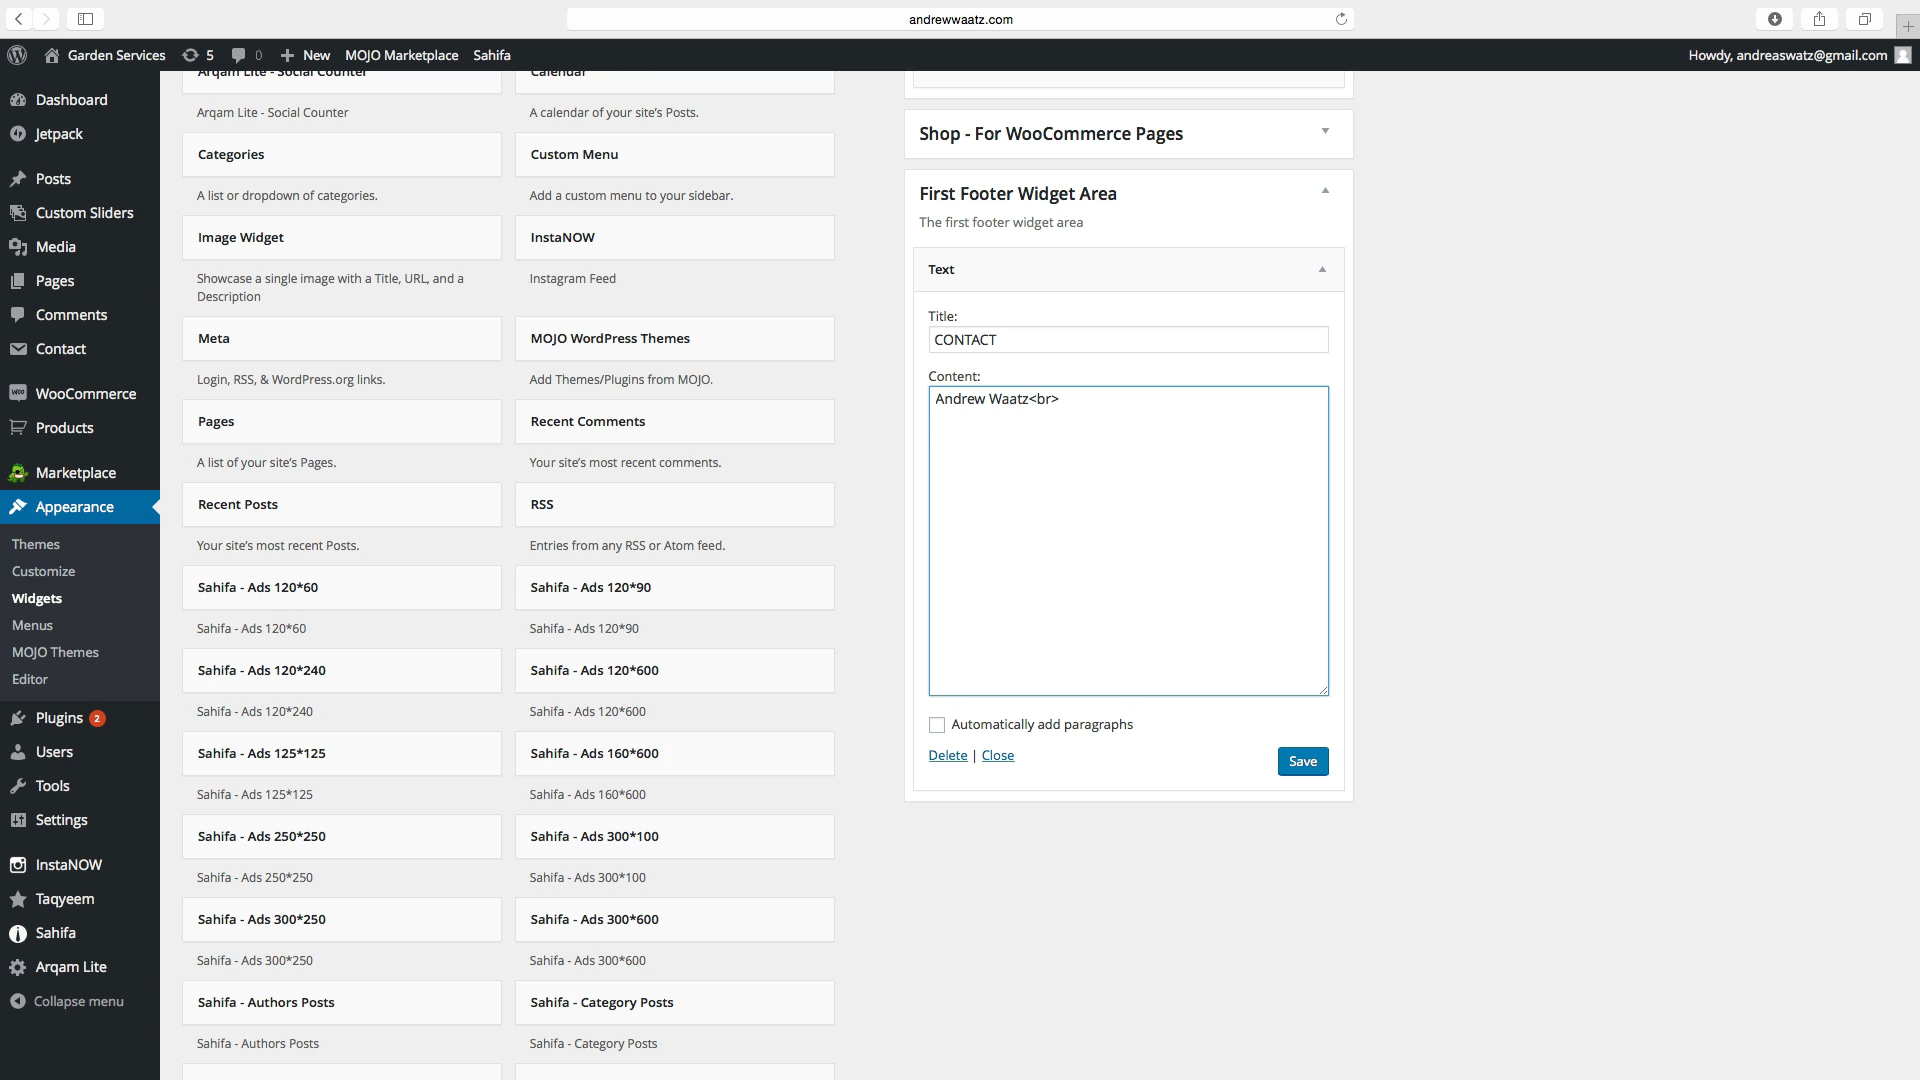 andrewwaatz.com
Garden Services 5 0 New MOJO Marketplace Sahifa Howdy, andreaswatz@gmail.com
Dashboard
Jetpack
Posts
Custom Sliders
Media
Pages
Comments
Contact
WooCommerce
Products
Marketplace
Appearance
Themes
Customize
Widgets
Menus
MOJO Themes
Editor
Plugins 2
Users
Tools
Settings
InstaNOW
Taqyeem
Sahifa
Arqam Lite
Collapse menu
Arqam Lite - Social Counter
Arqam Lite - Social Counter
Categories
A list or dropdown of categories.
Image Widget
Showcase a single image with a Title, URL, and a
Description
Meta
Login, RSS, & WordPress.org links.
Pages
A list of your site's Pages.
Recent Posts
Your site's most recent Posts.
Sahifa - Ads 120*60
Sahifa - Ads 120*60
Sahifa - Ads 120*240
Sahifa - Ads 120*240
Sahifa - Ads 125*125
Sahifa - Ads 125*125
Sahifa - Ads 250*250
Sahifa - Ads 250*250
Sahifa - Ads 300*250
Sahifa - Ads 300*250
Sahifa - Authors Posts
Sahifa - Authors Posts
Calendar
A calendar of your site's Posts.
Custom Menu
Add a custom menu to your sidebar.
InstaNOW
Instagram Feed
MOJO WordPress Themes
Add Themes/Plugins from MOJO.
Recent Comments
Your site's most recent comments.
RSS
Entries from any RSS or Atom feed.
Sahifa - Ads 120*90
Sahifa - Ads 120*90
Sahifa - Ads 120*600
Sahifa - Ads 120*600
Sahifa - Ads 160*600
Sahifa - Ads 160*600
Sahifa - Ads 300*100
Sahifa - Ads 300*100
Sahifa - Ads 300*600
Sahifa - Ads 300*600
Sahifa - Category Posts
Sahifa - Category Posts
Shop - For WooCommerce Pages
First Footer Widget Area
The first footer widget area
Text
Title:
CONTACT
Content:
Andrew Waatz<br>
Automatically add paragraphs
Delete | Close Save